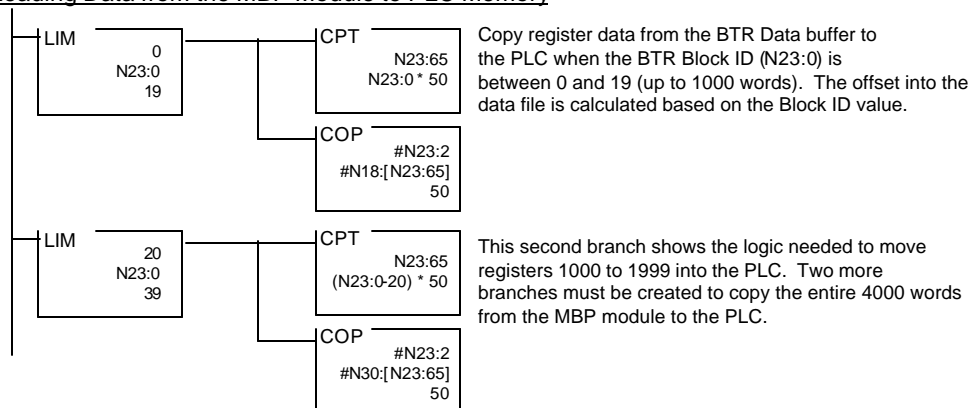 Reading Data from the MBP Module to PLC Memory
LIM
0
N23:0
19
CPT
N23:65
N23:0 * 50
Copy register data from the BTR Data buffer to
the PLC when the BTR Block ID (N23:0) is
between 0 and 19 (up to 1000 words). The offset into the
data file is calculated based on the Block ID value.
COP
#N23:2
#N18:[N23:65]
50
LIM
20
N23:0
39
CPT
N23:65
(N23:0-20) * 50
This second branch shows the logic needed to move
registers 1000 to 1999 into the PLC. Two more
branches must be created to copy the entire 4000 words
from the MBP module to the PLC.
COP
#N23:2
#N30:[N23:65]
50